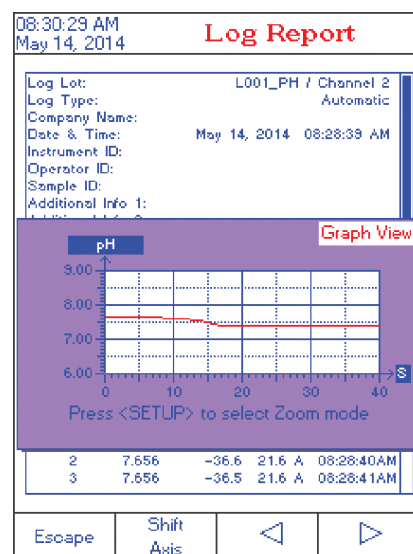 08:30:29 AM
May 14, 2014
Log Report
Log Lot: L001_PH / Channel 2
Log Type: Automatic
Company Name:
Date & Time: May 14, 2014 08:28:39 AM
Instrument ID:
Operator ID:
Sample ID:
Additional Info 1:
Graph View
pH
9.00
8.00
7.00
6.00
0 10 20 30 40 S
Press <SETUP> to select Zoom mode
2 7.656 -36.6 21.6 A 08:28:40AM
3 7.656 -36.5 21.6 A 08:28:41AM
Escape
Shift
Axis